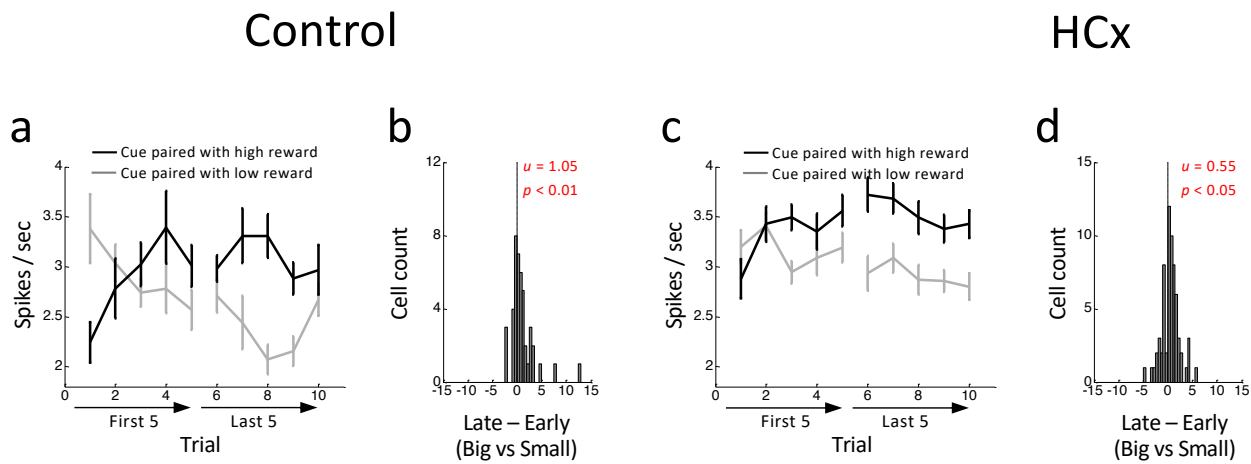 Control
HCx
a
Cue paired with high reward
Cue paired with low reward
4
3.5
3
2.5
2
Spikes / sec
0 2 4 6 8 10
First 5 Last 5
Trial
b
u = 1.05
p < 0.01
12
8
4
0
Cell count
-15 -10 -5 0 5 10 15
Late – Early
(Big vs Small)
c
Cue paired with high reward
Cue paired with low reward
4
3.5
3
2.5
2
Spikes / sec
0 2 4 6 8 10
First 5 Last 5
Trial
d
u = 0.55
p < 0.05
15
10
5
0
Cell count
-15 -10 -5 0 5 10 15
Late – Early
(Big vs Small)